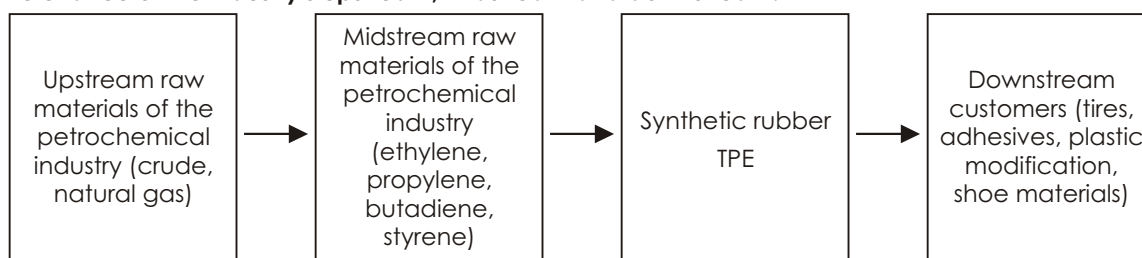 Upstream raw
materials of the
petrochemical
industry (crude,
natural gas)
Midstream raw
materials of the
petrochemical
industry
(ethylene,
propylene,
butadiene,
styrene)
Synthetic rubber
TPE
Downstream
customers (tires,
adhesives, plastic
modification,
shoe materials)